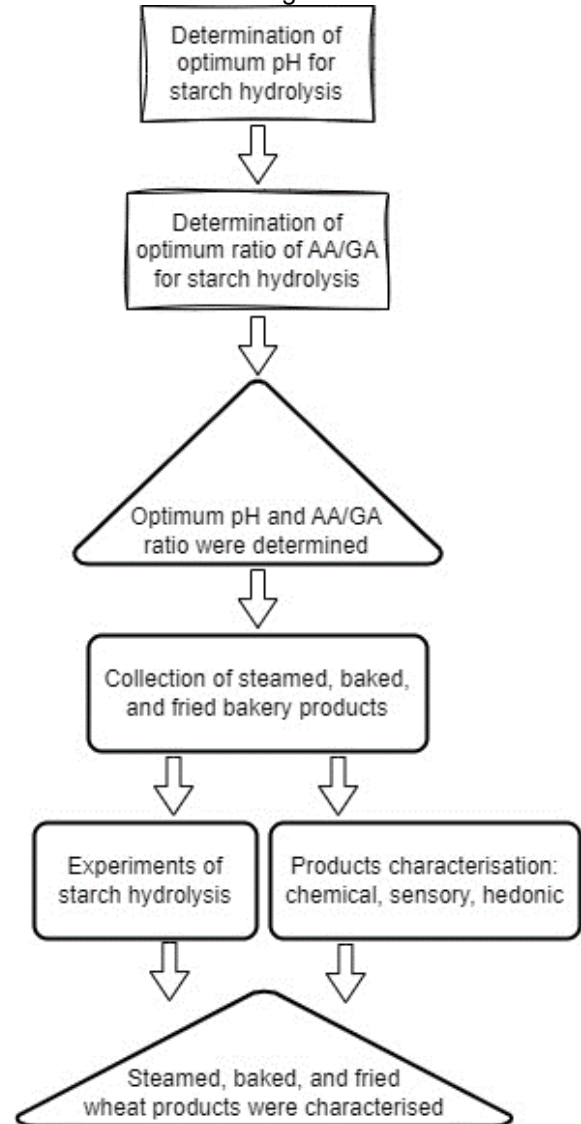 Determination of
optimum pH for
starch hydrolysis
Determination of
optimum ratio of AA/GA
for starch hydrolysis
Optimum pH and AA/GA
ratio were determined
Collection of steamed, baked,
and fried bakery products
Experiments of
starch hydrolysis
Products characterisation:
chemical, sensory, hedonic
Steamed, baked, and fried
wheat products were characterised